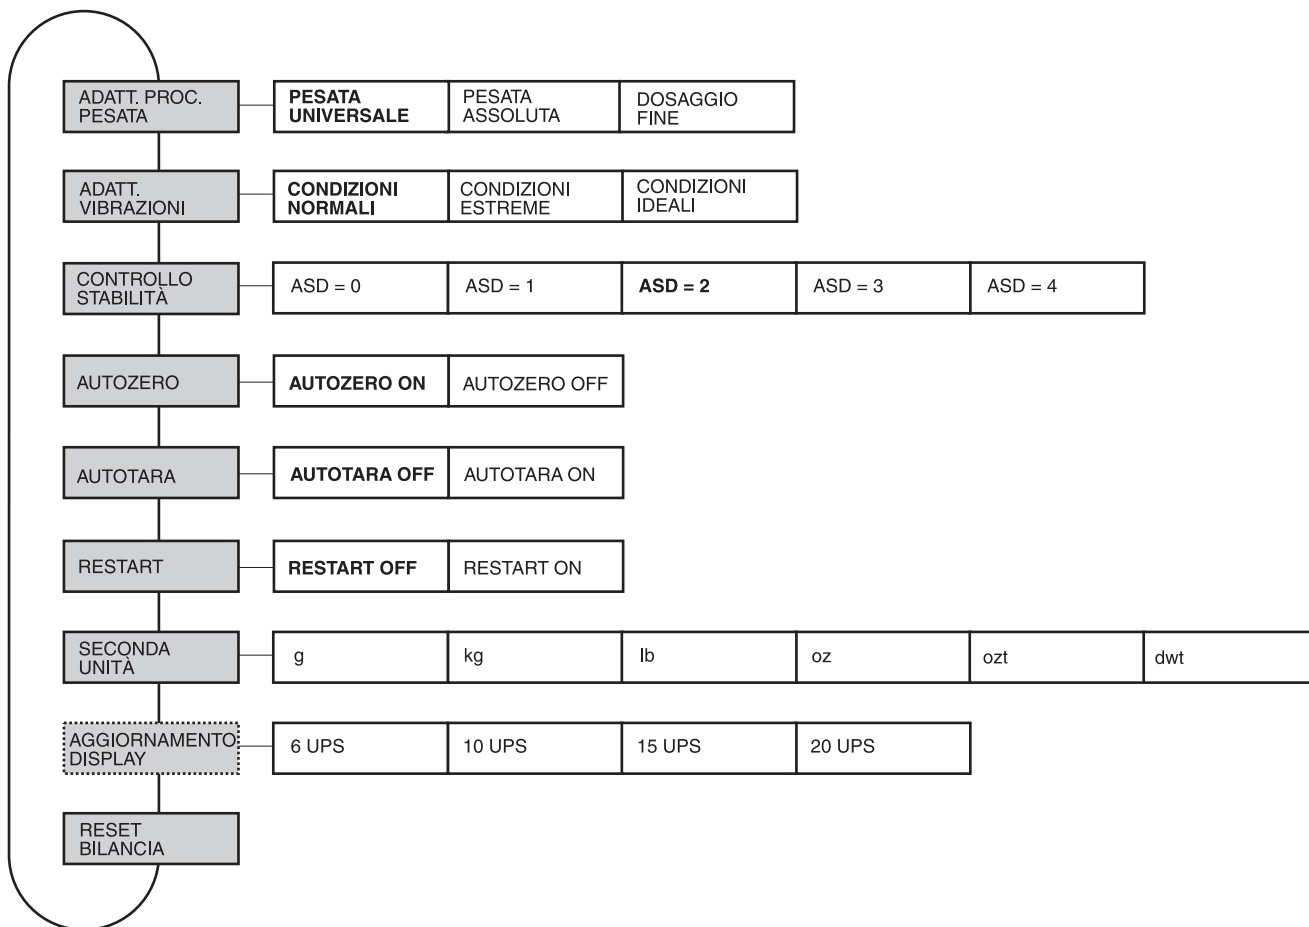 ADATT. PROC.
PESATA
PESATA
UNIVERSALE
PESATA
ASSOLUTA
DOSAGGIO
FINE
ADATT.
VIBRAZIONI
CONDIZIONI
NORMALI
CONDIZIONI
ESTREME
CONDIZIONI
IDEALI
CONTROLLO
STABILITÀ
ASD = 0
ASD = 1
ASD = 2
ASD = 3
ASD = 4
AUTOZERO
AUTOZERO ON
AUTOZERO OFF
AUTOTARA
AUTOTARA OFF
AUTOTARA ON
RESTART
RESTART OFF
RESTART ON
SECONDA
UNITÀ
g
kg
lb
oz
ozt
dwt
AGGIORNAMENTO
DISPLAY
6 UPS
10 UPS
15 UPS
20 UPS
RESET
BILANCIA